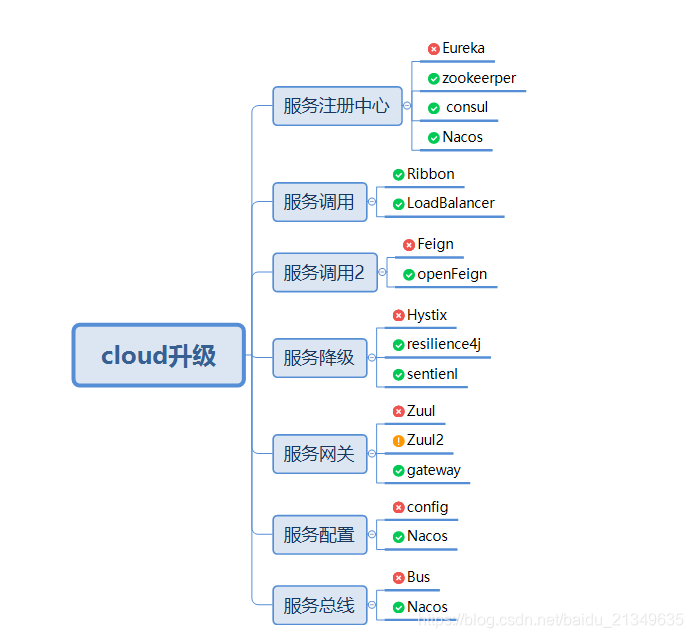 cloud升级
服务注册中心
Eureka
zookeerper
consul
Nacos
服务调用
Ribbon
LoadBalancer
服务调用2
Feign
openFeign
服务降级
Hystix
resilience4j
sentienl
服务网关
Zuul
Zuul2
gateway
服务配置
config
Nacos
服务总线
Bus
Nacos
https://blog.csdn.net/baidu_21349635